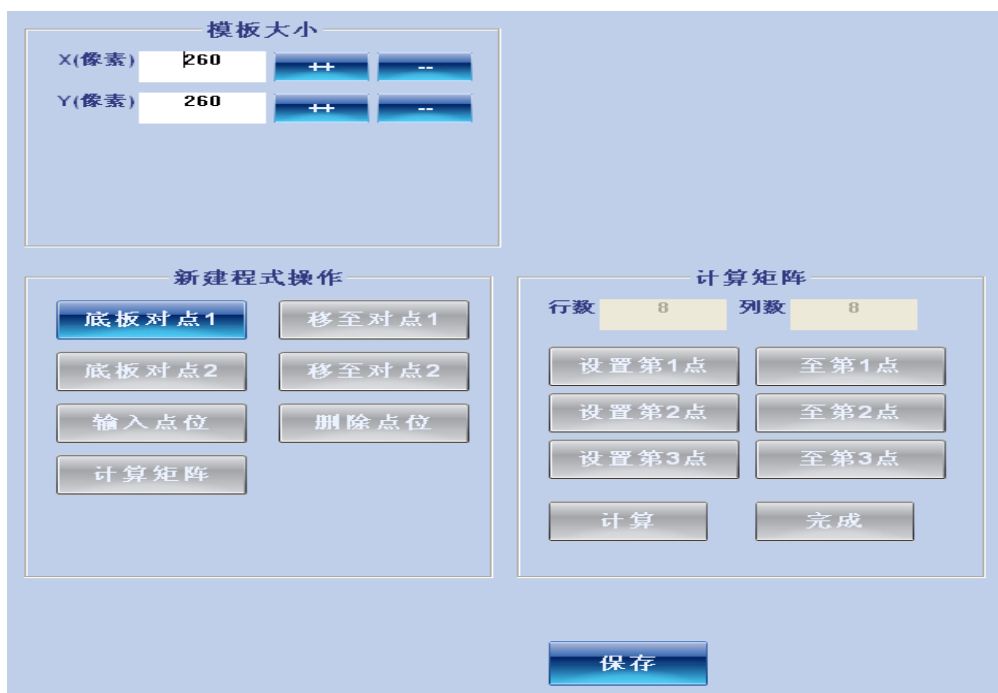 模板大小
X(像素) 260 ++ --
Y(像素) 260 ++ --
新建程式操作
底板对点1 移至对点1
底板对点2 移至对点2
输入点位 删除点位
计算矩阵
计算矩阵
行数 8 列数 8
设置第1点 至第1点
设置第2点 至第2点
设置第3点 至第3点
计算 完成
保存